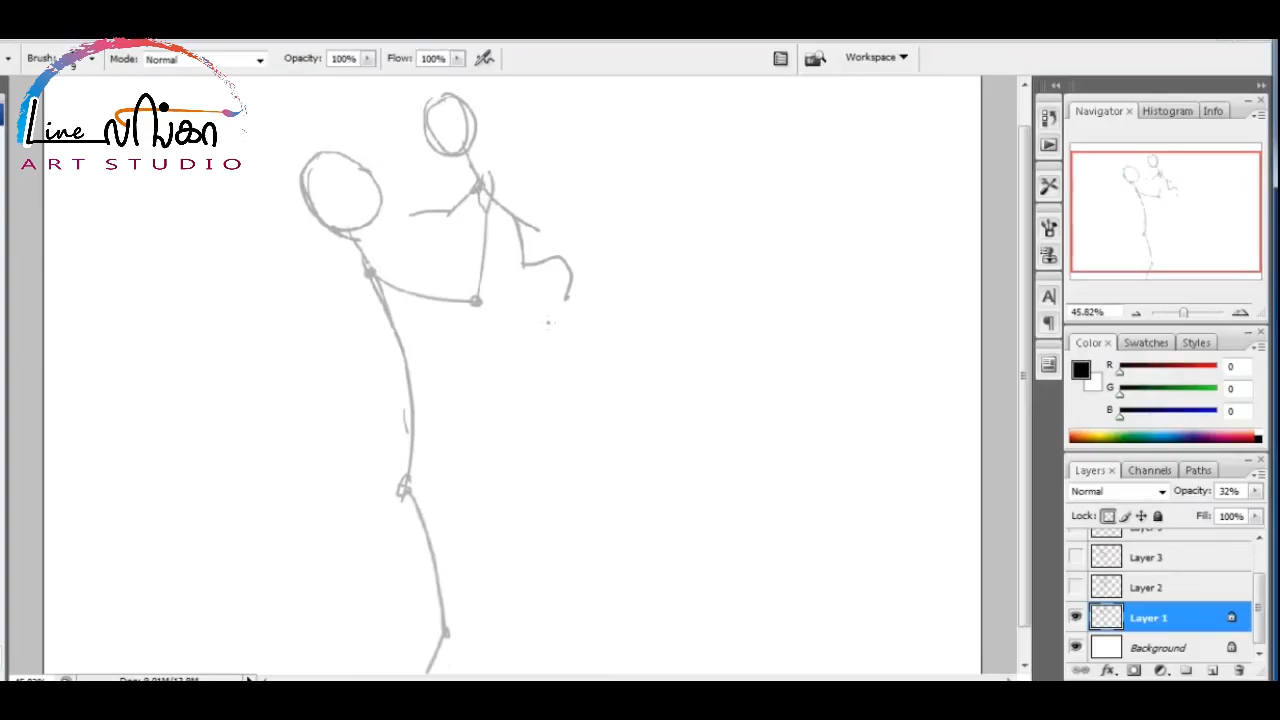 Brush:
9
Mode:
Normal
Opacity: 100%
Flow: 100%
Workspace
Line லிங்கா
ART STUDIO
Navigator × Histogram Info
45.82%
Color × Swatches Styles
R 0
G 0
B 0
Layers × Channels Paths
Normal Opacity: 32%
Lock: Fill: 100%
Layer 3
Layer 2
Layer 1
Background